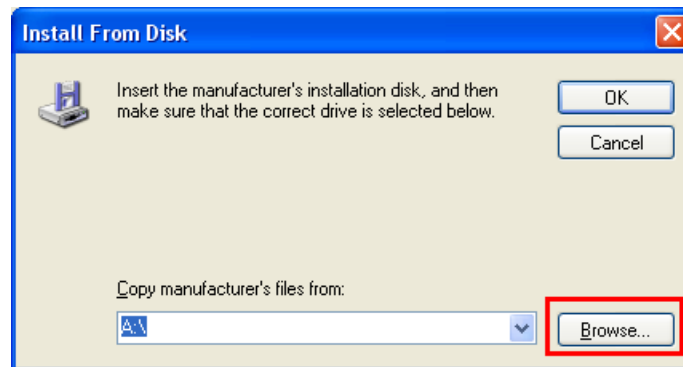 Install From Disk
Insert the manufacturer's installation disk, and then
make sure that the correct drive is selected below.
OK
Cancel
Copy manufacturer's files from:
A:\
Browse...